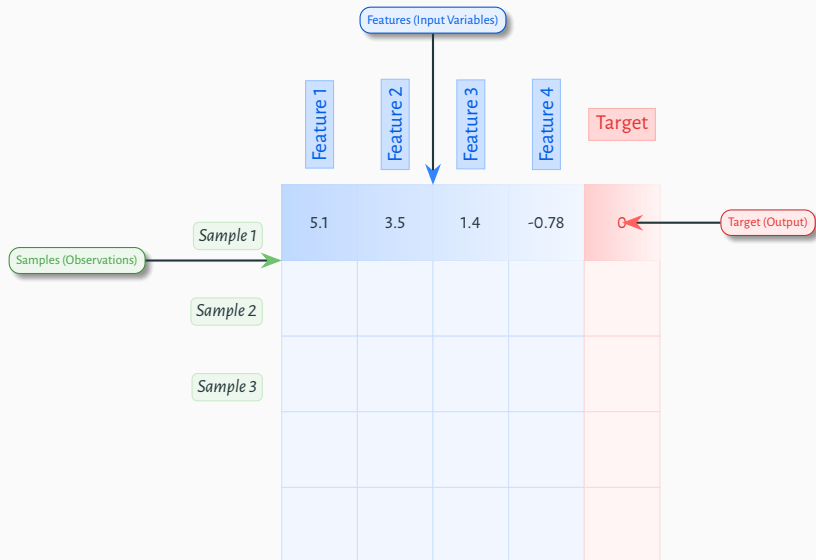 Features (Input Variables)
Feature 1
Feature 2
Feature 3
Feature 4
Target
5.1
3.5
1.4
-0.78
0
Target (Output)
Sample 1
Samples (Observations)
Sample 2
Sample 3